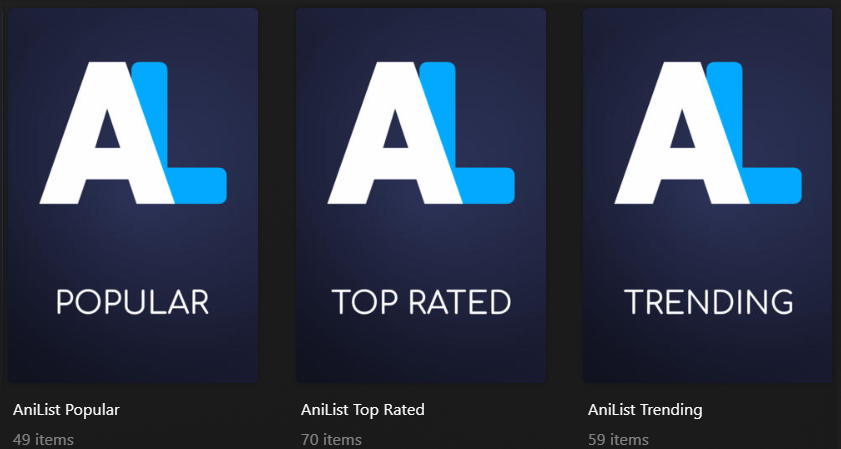 AL
POPULAR
AniList Popular
49 items
AL
TOP RATED
AniList Top Rated
70 items
AL
TRENDING
AniList Trending
59 items